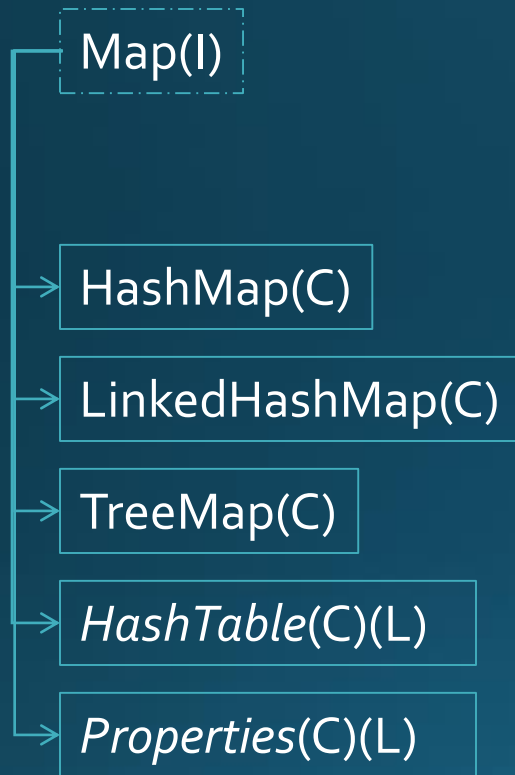 Map(I)
HashMap(C)
LinkedHashMap(C)
TreeMap(C)
HashTable(C)(L)
Properties(C)(L)